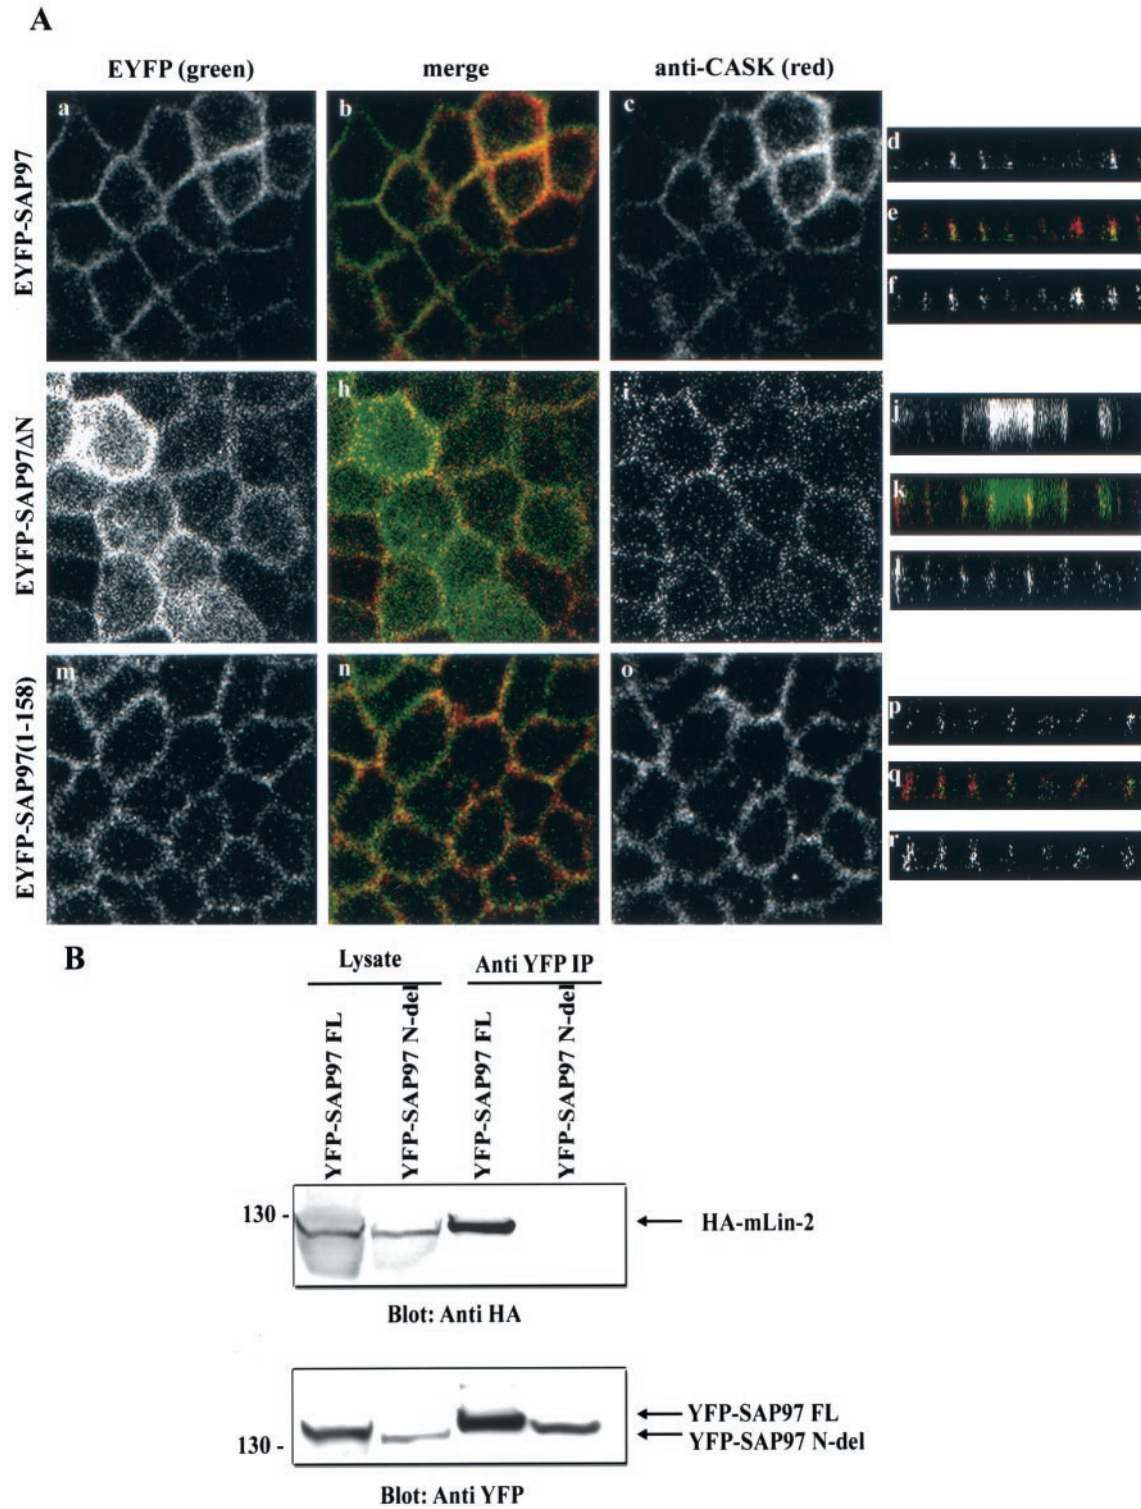 A
EYFP (green) merge anti-CASK (red)
EYFP-SAP97
a b c
d
e
f
EYFP-SAP97ΔN
h i
j
k
EYFP-SAP97(1-158)
m n o
p
q
r
B
Lysate Anti YFP IP
YFP-SAP97 FL YFP-SAP97 N-del YFP-SAP97 FL YFP-SAP97 N-del
130 - HA-mLin-2
Blot: Anti HA
YFP-SAP97 FL
130 - YFP-SAP97 N-del
Blot: Anti YFP